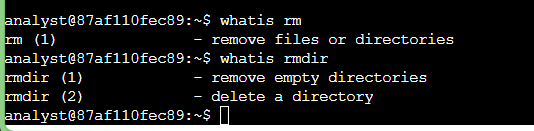 analyst@87af110fec89:~$ whatis rm
rm (1)               - remove files or directories
analyst@87af110fec89:~$ whatis rmdir
rmdir (1)            - remove empty directories
rmdir (2)            - delete a directory
analyst@87af110fec89:~$